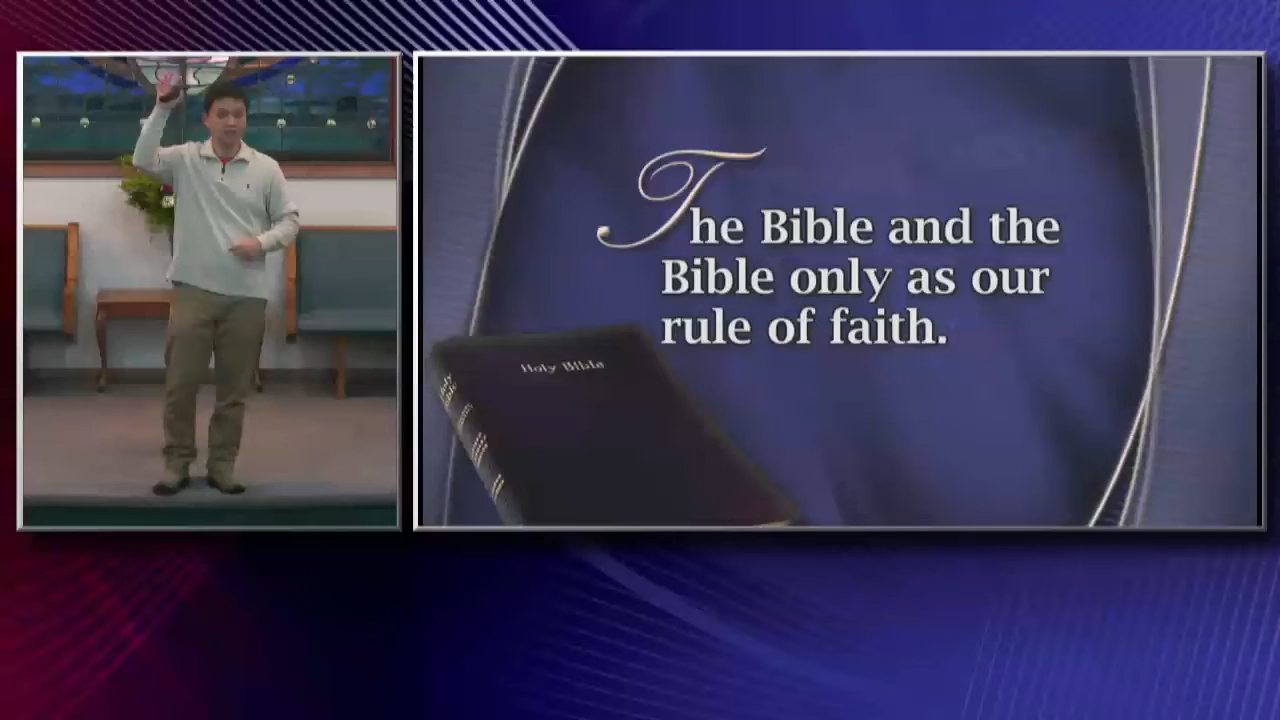 The Bible and the
Bible only as our
rule of faith.
Holy Bible